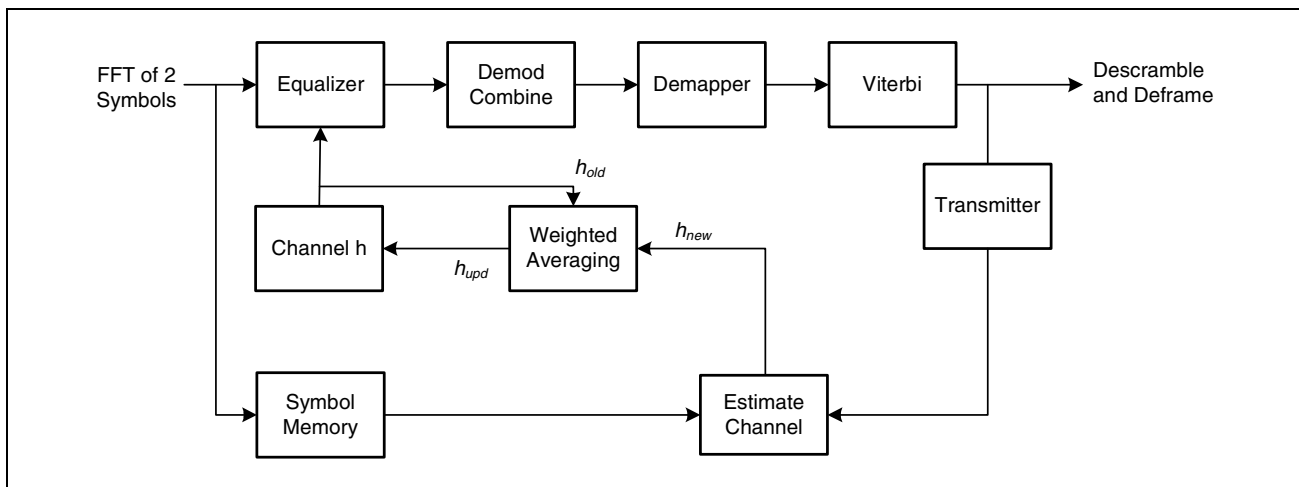 FFT of 2
Symbols
Equalizer
Demod
Combine
Demapper
Viterbi
Descramble
and Deframe
h_old
Transmitter
Channel h
Weighted
Averaging
h_new
h_upd
Symbol
Memory
Estimate
Channel